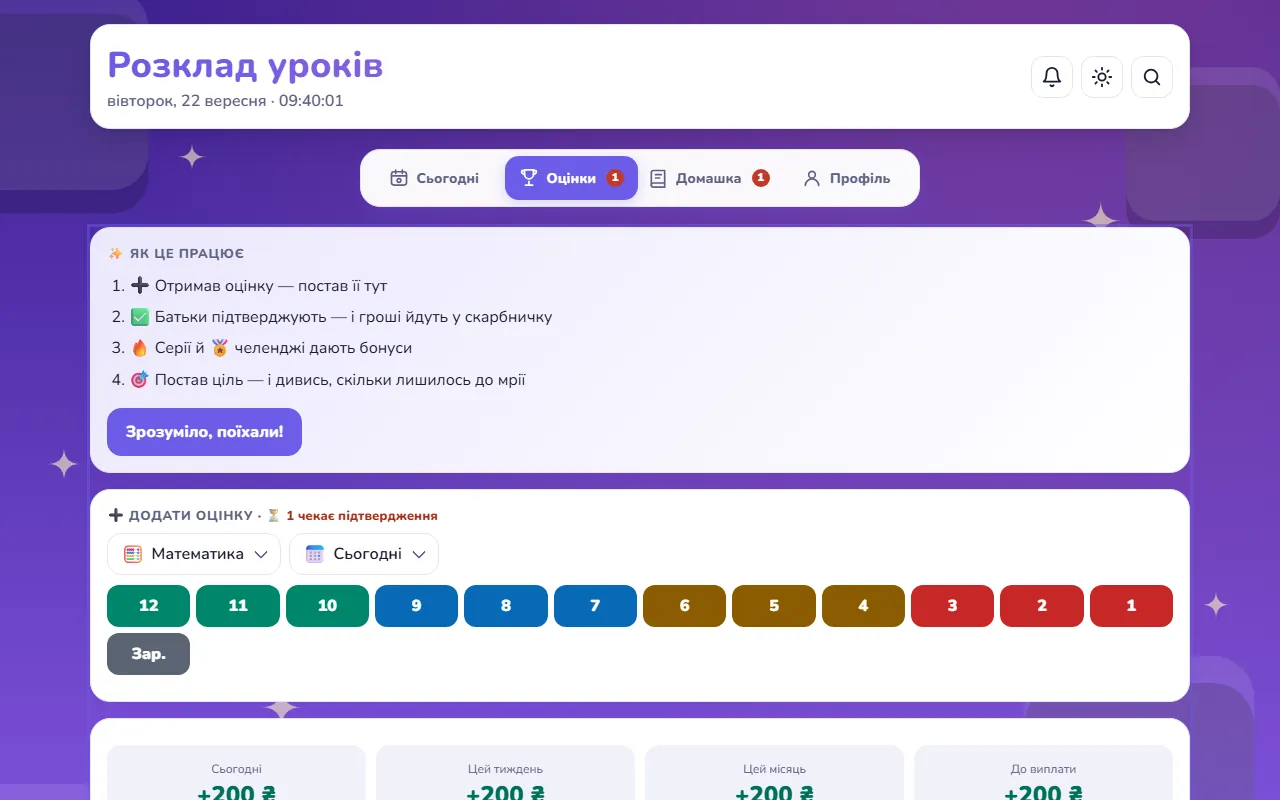 Розклад уроків
вівторок, 22 вересня · 09:40:01
Сьогодні
Оцінки 1
Домашка 1
Профіль
✨ ЯК ЦЕ ПРАЦЮЄ
1. ➕ Отримав оцінку — постав її тут
2. ✅ Батьки підтверджують — і гроші йдуть у скарбничку
3. 🔥 Серії й 🏅 челенджі дають бонуси
4. 🎯 Постав ціль — і дивись, скільки лишилось до мрії
Зрозуміло, поїхали!
➕ ДОДАТИ ОЦІНКУ · ⏳ 1 чекає підтвердження
Математика
Сьогодні
12 11 10 9 8 7 6 5 4 3 2 1
Зар.
Сьогодні Цей тиждень Цей місяць До виплати
+200 ₴ +200 ₴ +200 ₴ +200 ₴